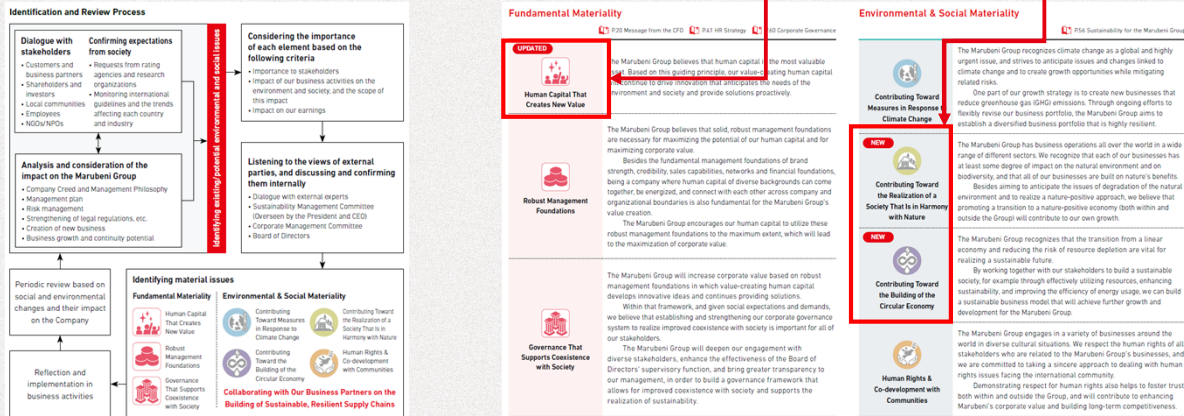 Identification and Review Process
Dialogue with
stakeholders
• Customers and
business partners
• Shareholders and
investors
• Local communities
• Employees
• NGOs/NPOs
Confirming expectations
from society
• Requests from rating
agencies and research
organizations
• Monitoring international
guidelines and the trends
affecting each country
and industry
Analysis and consideration of the
impact on the Marubeni Group
• Company Creed and Management Philosophy
• Management plan
• Risk management
• Strengthening of legal regulations, etc.
• Creation of new business
• Business growth and continuity potential
Identifying existing/potential environmental and social issues
Considering the importance
of each element based on the
following criteria
• Importance to stakeholders
• Impact of our business activities on the
environment and society, and the scope of
this impact
• Impact on our earnings
Listening to the views of external
parties, and discussing and confirming
them internally
• Dialogue with external experts
• Sustainability Management Committee
(Overseen by the President and CEO)
• Corporate Management Committee
• Board of Directors
Identifying material issues
Fundamental Materiality
Human Capital
That Creates
New Value
Robust
Management
Foundations
Governance
That Supports
Coexistence
with Society
Environmental & Social Materiality
Contributing
Toward Measures
in Response to
Climate Change
Contributing Toward
the Realization of a
Society That Is in
Harmony with Nature
Contributing
Toward the
Building of the
Circular Economy
Human Rights &
Co-development
with Communities
Collaborating with Our Business Partners on the
Building of Sustainable, Resilient Supply Chains
Periodic review based on
social and environmental
changes and their impact
on the Company
Reflection and
implementation in
business activities
Fundamental Materiality
P.20 Message from the CFO
P.41 HR Strategy
60 Corporate Governance
UPDATED
Human Capital That
Creates New Value
The Marubeni Group believes that human capital is the most valuable
asset. Based on this guiding principle, our value-creating human capital
continue to drive innovation that anticipates the needs of the
environment and society and provide solutions proactively.
Robust Management
Foundations
The Marubeni Group believes that solid, robust management foundations
are necessary for maximizing the potential of our human capital and for
maximizing corporate value.
Besides the fundamental management foundations of brand
strength, credibility, sales capabilities, networks and financial foundations,
being a company where human capital of diverse backgrounds can come
together, be energized, and connect with each other across company and
organizational boundaries is also fundamental for the Marubeni Group's
value creation.
The Marubeni Group encourages our human capital to utilize these
robust management foundations to the maximum extent, which will lead
to the maximization of corporate value.
Governance That
Supports Coexistence
with Society
The Marubeni Group will increase corporate value based on robust
management foundations in which value-creating human capital
develops innovative ideas and continues providing solutions.
Within that framework, and given social expectations and demands,
we believe that establishing and strengthening our corporate governance
system to realize improved coexistence with society is important for all of
our stakeholders.
The Marubeni Group will deepen our engagement with
diverse stakeholders, enhance the effectiveness of the Board of
Directors' supervisory function, and bring greater transparency to
our management, in order to build a governance framework that
allows for improved coexistence with society and supports the
realization of sustainability.
Environmental & Social Materiality
P.56 Sustainability for the Marubeni Group
Contributing Toward
Measures in Response to
Climate Change
The Marubeni Group recognizes climate change as a global and highly
urgent issue, and strives to anticipate issues and changes linked to
climate change and to create growth opportunities while mitigating
related risks.
One part of our growth strategy is to create new businesses that
reduce greenhouse gas (GHG) emissions. Through ongoing efforts to
flexibly revise our business portfolio, the Marubeni Group aims to
establish a diversified business portfolio that is highly resilient.
NEW
Contributing Toward
the Realization of a
Society That Is in Harmony
with Nature
The Marubeni Group has business operations all over the world in a wide
range of different sectors. We recognize that each of our businesses has
at least some degree of impact on the natural environment and on
biodiversity, and that all of our businesses are built on nature's benefits.
Besides aiming to anticipate the issues of degradation of the natural
environment and to realize a nature-positive approach, we believe that
promoting a transition to a nature-positive economy (both within and
outside the Group) will contribute to our own growth.
NEW
Contributing Toward
the Building of the
Circular Economy
The Marubeni Group recognizes that the transition from a linear
economy and reducing the risk of resource depletion are vital for
realizing a sustainable future.
By working together with our stakeholders to build a sustainable
society, for example through effectively utilizing resources, enhancing
sustainability, and improving the efficiency of energy usage, we can build
a sustainable business model that will achieve further growth and
development for the Marubeni Group.
Human Rights &
Co-development with
Communities
The Marubeni Group engages in a variety of businesses around the
world in diverse cultural situations. We respect the human rights of all
stakeholders who are related to the Marubeni Group's businesses, and
we are committed to taking a sincere approach to dealing with human
rights issues facing the international community.
Demonstrating respect for human rights also helps to foster trust
both within and outside the Group, and will contribute to enhancing
Marubeni's corporate value and building long-term competitiveness.